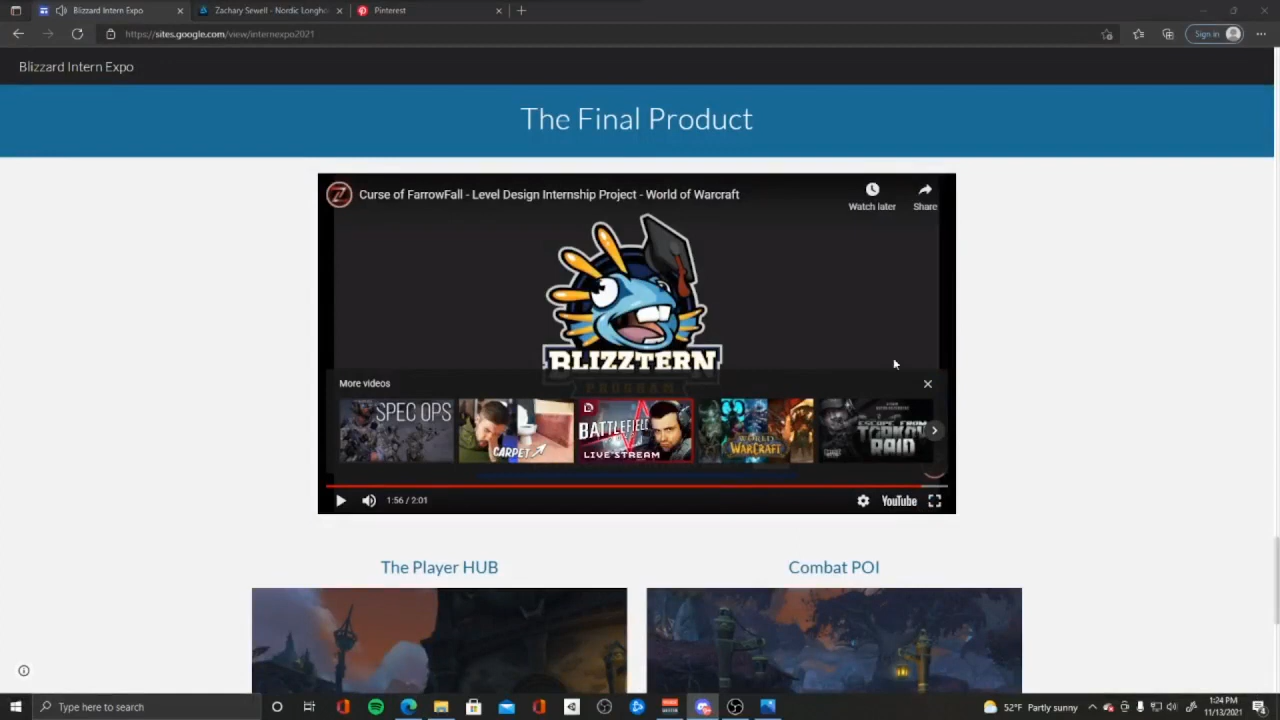 Blizzard Intern Expo
Zachary Sewell - Nordic Longh
Pinterest
https://sites.google.com/view/internexpo2021
Sign in
Blizzard Intern Expo
The Final Product
Curse of FarrowFall - Level Design Internship Project - World of Warcraft
Watch later
Share
BLIZZTERN
PROGRAM
More videos
SPEC OPS
CARPET
BATTLEFIELD
LIVE STREAM
WORLD
WARCRAFT
ESCAPE FROM
TARKOV
RAID
1:56 / 2:01
YouTube
The Player HUB
Combat POI
Type here to search
52°F Partly sunny
1:24 PM
11/13/2021